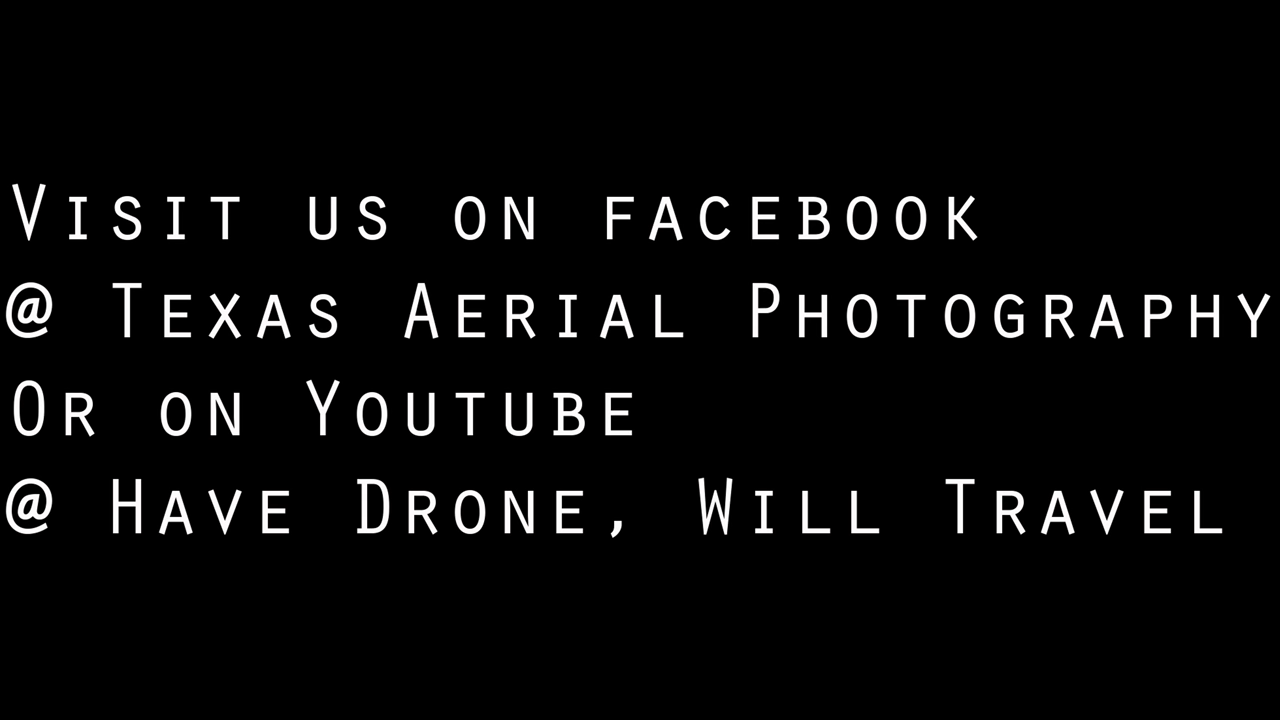 Visit us on facebook
@ Texas Aerial Photography
Or on Youtube
@ Have Drone, Will Travel